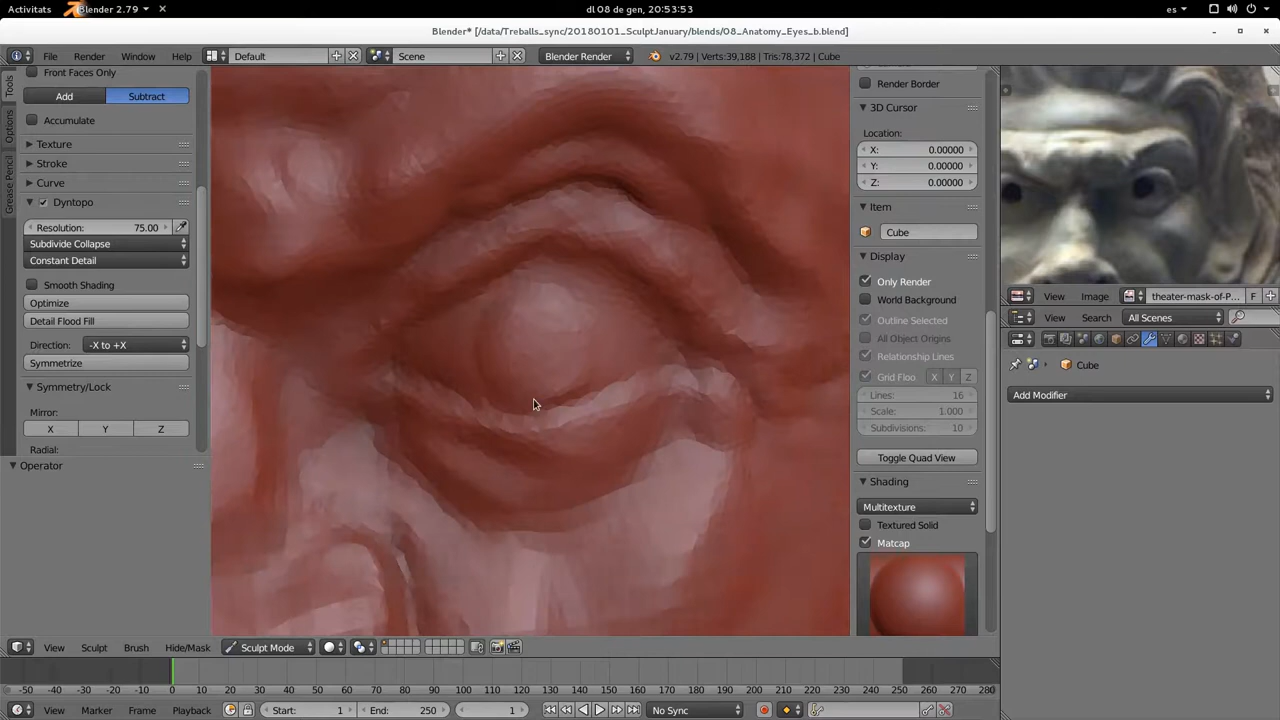 Activitats
Blender 2.79
dl 08 de gen, 20:53:53
es
Blender* [/data/Treballs_sync/20180101_SculptJanuary/blends/08_Anatomy_Eyes_b.blend]
File Render Window Help
Default
Scene
Blender Render
v2.79 | Verts:39,188 | Tris:78,372 | Cube
Tools
Options
Grease Pencil
Front Faces Only
Add Subtract
Accumulate
Texture
Stroke
Curve
Dyntopo
Resolution: 75.00
Subdivide Collapse
Constant Detail
Smooth Shading
Optimize
Detail Flood Fill
Direction: -X to +X
Symmetrize
Symmetry/Lock
Mirror:
X Y Z
Radial:
Operator
Render Border
3D Cursor
Location:
X: 0.00000
Y: 0.00000
Z: 0.00000
Item
Cube
Display
Only Render
World Background
Outline Selected
All Object Origins
Relationship Lines
Grid Floo X Y Z
Lines: 16
Scale: 1.000
Subdivisions: 10
Toggle Quad View
Shading
Multitexture
Textured Solid
Matcap
View Image theater-mask-of-P... F
View Search All Scenes
Cube
Add Modifier
View Sculpt Brush Hide/Mask Sculpt Mode
-50 -40 -30 -20 -10 0 10 20 30 40 50 60 70 80 90 100 110 120 130 140 150 160 170 180 190 200 210 220 230 240 250 260 270 280
View Marker Frame Playback Start: 1 End: 250 1 No Sync